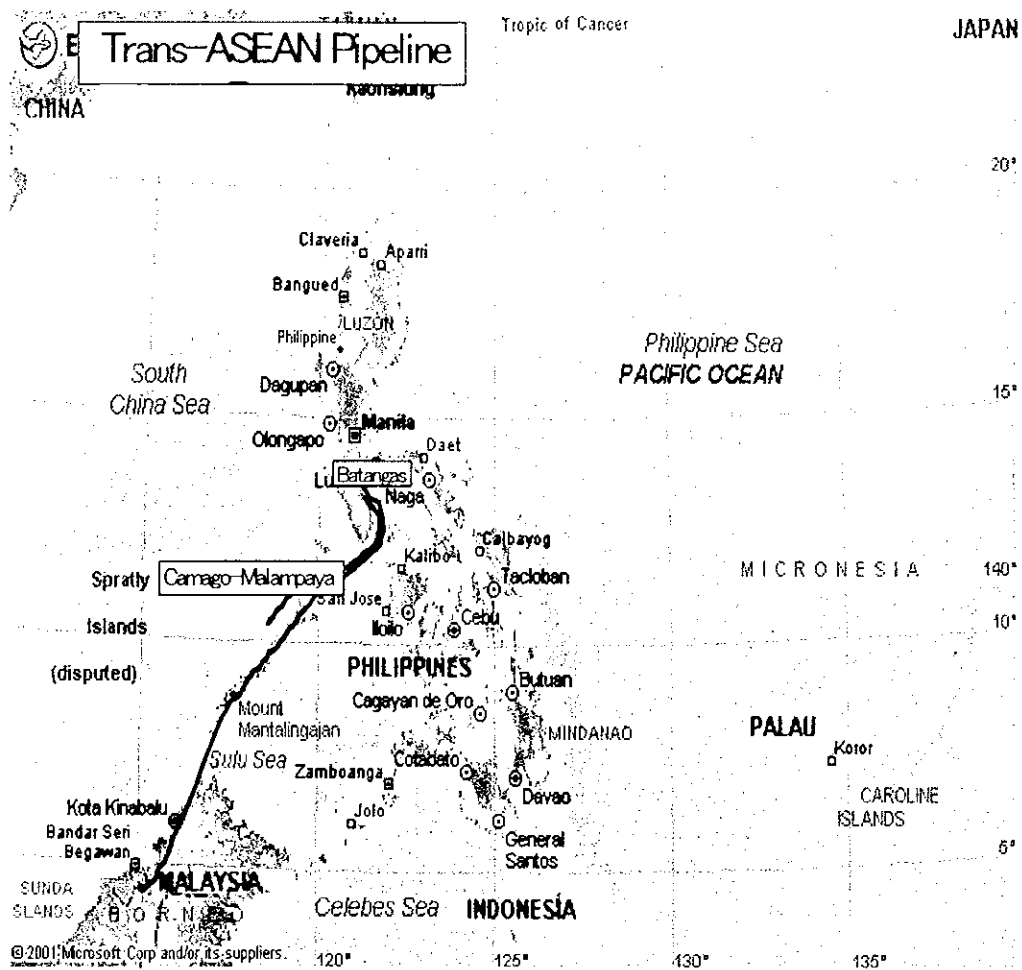 Tropic of Cancer
JAPAN
Trans-ASEAN Pipeline
Kaohsiung
CHINA
20°
Claveria
Aparri
Bangued
LUZON
Philippine
Philippine Sea
PACIFIC OCEAN
South
China Sea
Dagupan
15°
Manila
Olongapo
Daet
Batangas
Naga
Calbayog
Kalibo
MICRONESIA
140°
Spratly
Camago-Malampaya
Tacloban
San Jose
Islands
Iloilo
Cebu
10°
(disputed)
PHILIPPINES
Butuan
Cagayan de Oro
Mount
Mantalingajan
MINDANAO
PALAU
Koror
Sulu Sea
Cotabato
Zamboanga
Davao
CAROLINE
ISLANDS
Kota Kinabalu
Jolo
Bandar Seri
Begawan
General
Santos
5°
SUNDA
ISLANDS
MALAYSIA
BORNEO
Celebes Sea
INDONESIA
©2001 Microsoft Corp and/or its suppliers.
120°
125°
130°
135°